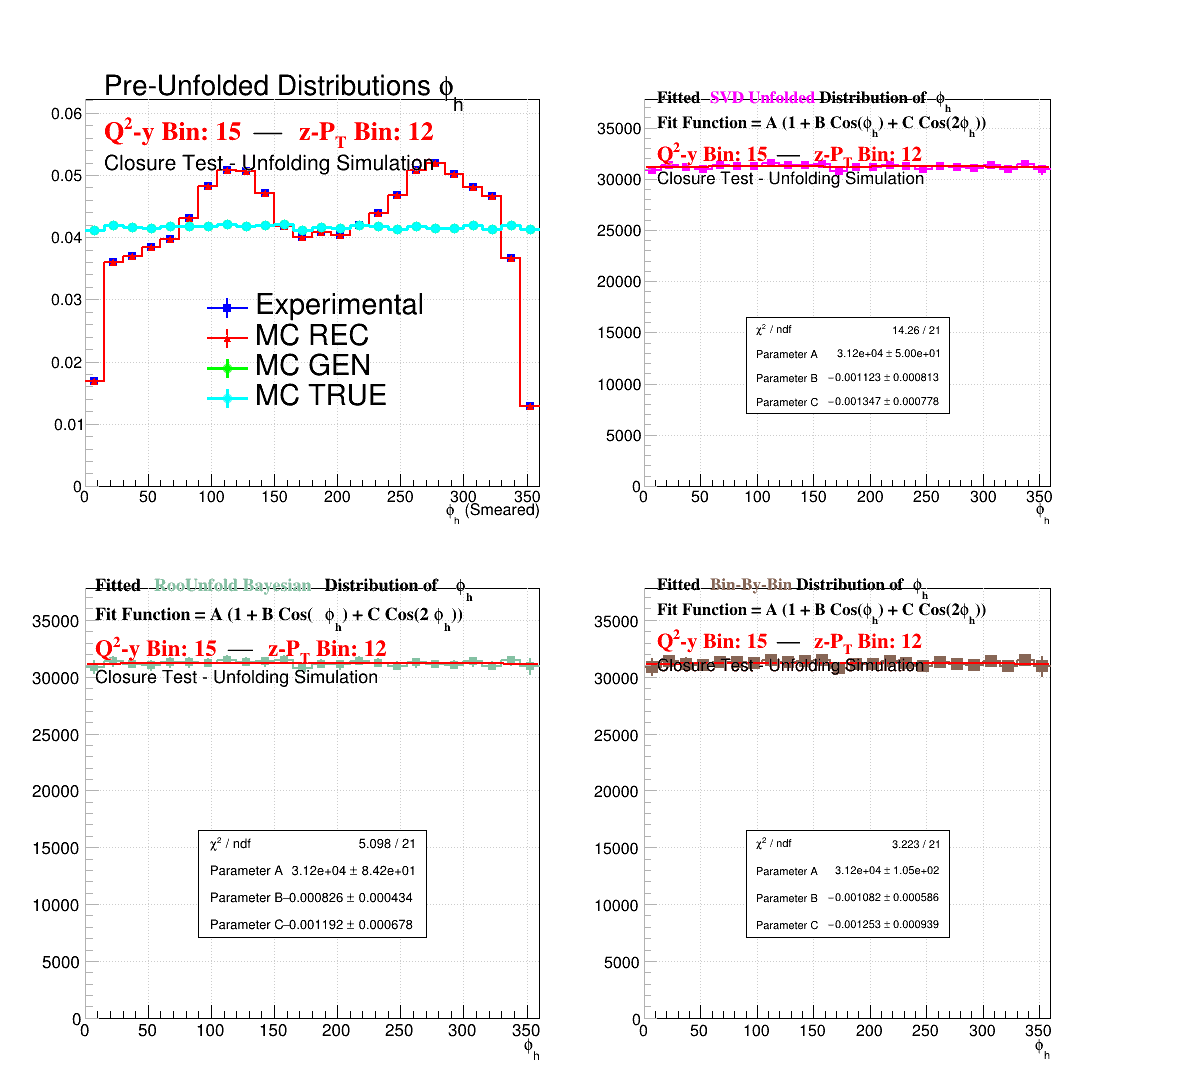 Pre-Unfolded Distributions ϕh
Q2-y Bin: 15 — z-PT Bin: 12
Closure Test - Unfolding Simulation
0.06
0.05
0.04
0.03
0.02
0.01
0
Experimental
MC REC
MC GEN
MC TRUE
0 50 100 150 200 250 300 350
ϕh (Smeared)
Fitted SVD Unfolded Distribution of ϕh
Fit Function = A (1 + B Cos(ϕh) + C Cos(2ϕh))
Q2-y Bin: 15 — z-PT Bin: 12
Closure Test - Unfolding Simulation
35000
30000
25000
20000
15000
10000
5000
0
χ2 / ndf 14.26 / 21
Parameter A 3.12e+04 ± 5.00e+01
Parameter B −0.001123 ± 0.000813
Parameter C −0.001347 ± 0.000778
0 50 100 150 200 250 300 350
ϕh
Fitted RooUnfold Bayesian Distribution of ϕh
Fit Function = A (1 + B Cos( ϕh) + C Cos(2 ϕh))
Q2-y Bin: 15 — z-PT Bin: 12
Closure Test - Unfolding Simulation
35000
30000
25000
20000
15000
10000
5000
0
χ2 / ndf 5.098 / 21
Parameter A 3.12e+04 ± 8.42e+01
Parameter B −0.000826 ± 0.000434
Parameter C −0.001192 ± 0.000678
0 50 100 150 200 250 300 350
ϕh
Fitted Bin-By-Bin Distribution of ϕh
Fit Function = A (1 + B Cos(ϕh) + C Cos(2ϕh))
Q2-y Bin: 15 — z-PT Bin: 12
Closure Test - Unfolding Simulation
35000
30000
25000
20000
15000
10000
5000
0
χ2 / ndf 3.223 / 21
Parameter A 3.12e+04 ± 1.05e+02
Parameter B −0.001082 ± 0.000586
Parameter C −0.001253 ± 0.000939
0 50 100 150 200 250 300 350
ϕh